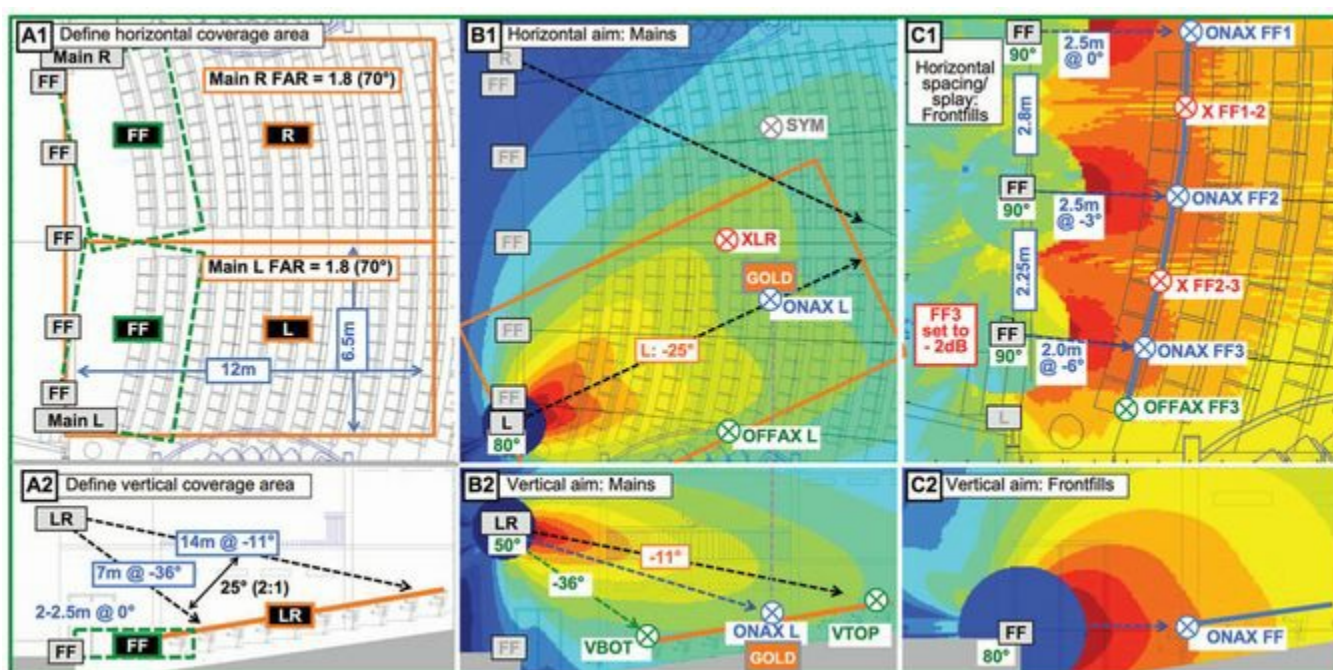 A1 Define horizontal coverage area
Main R
FF
Main R FAR = 1.8 (70°)
FF
R
FF
FF
Main L FAR = 1.8 (70°)
FF
FF
L
6.5m
12m
FF
Main L
B1 Horizontal aim: Mains
R
FF
SYM
FF
FF
XLR
GOLD
ONAX L
FF
L: -25°
FF
L
80°
OFFAX L
C1
FF
90°
2.5m
@ 0°
ONAX FF1
Horizontal
spacing/
splay:
Frontfills
2.8m
X FF1-2
FF
90°
2.5m
@ -3°
ONAX FF2
2.25m
X FF2-3
FF3
set to
- 2dB
FF
90°
2.0m
@ -6°
ONAX FF3
L
OFFAX FF3
A2 Define vertical coverage area
LR
14m @ -11°
7m @ -36°
25° (2:1)
2-2.5m @ 0°
LR
FF
FF
B2 Vertical aim: Mains
LR
50°
-11°
-36°
VBOT
ONAX L
VTOP
FF
GOLD
C2 Vertical aim: Frontfills
FF
80°
ONAX FF